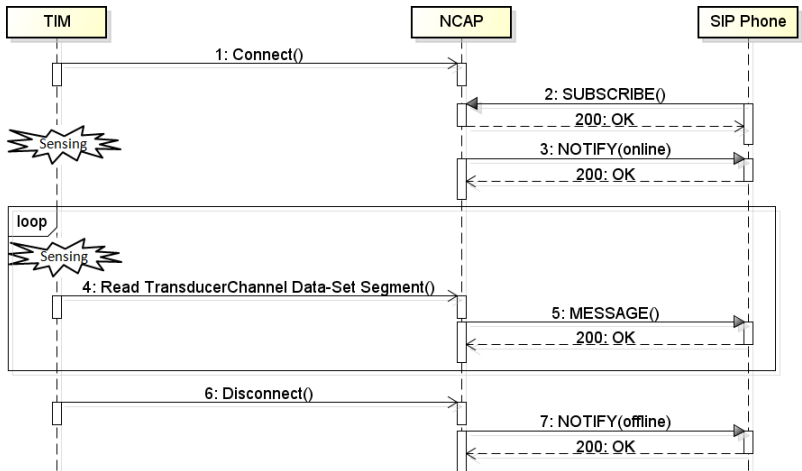 TIM
NCAP
SIP Phone
1: Connect()
2: SUBSCRIBE()
200: OK
Sensing
3: NOTIFY(online)
200: OK
loop
Sensing
4: Read TransducerChannel Data-Set Segment()
5: MESSAGE()
200: OK
6: Disconnect()
7: NOTIFY(offline)
200: OK